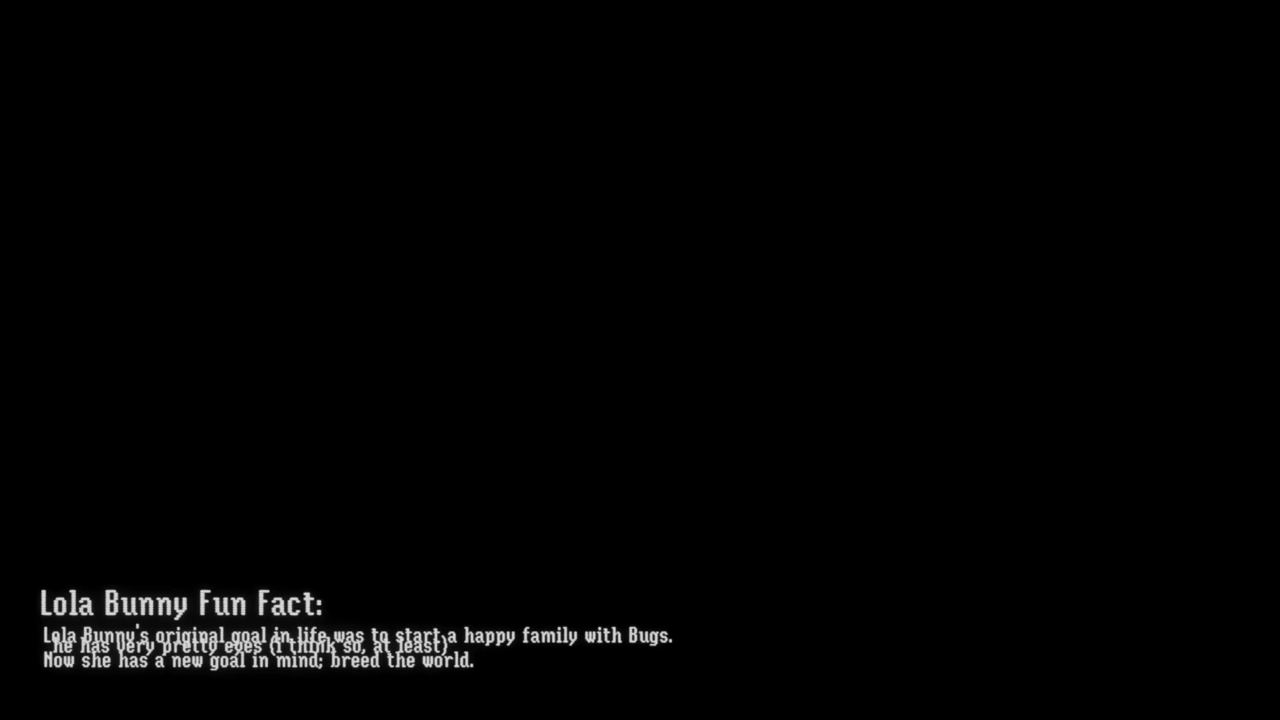 Lola Bunny Fun Fact:
Lola Bunny's original goal in life was to start a happy family with Bugs.
he has very pretty eyes (i think so, at least)
Now she has a new goal in mind; breed the world.